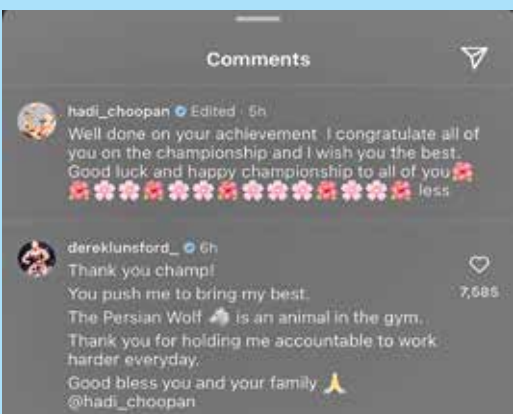 Comments
hadi_choopan Edited · 5h
Well done on your achievement I congratulate all of
you on the championship and I wish you the best.
Good luck and happy championship to all of you🌺
🌺🌸🌸🌺🌸🌸🌺🌸🌸🌸🌺🌸🌸🌺 less
dereklunsford_ 6h
Thank you champ!
You push me to bring my best.
7,585
The Persian Wolf 🐴 is an animal in the gym.
Thank you for holding me accountable to work
harder everyday.
Good bless you and your family 🙏
@hadi_choopan